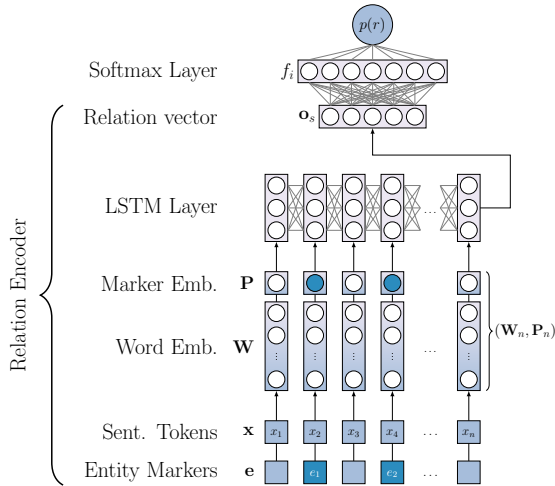 p(r)
Softmax Layer f_i
Relation vector o_s
LSTM Layer ...
Marker Emb. P
(W_n, P_n)
Word Emb. W ...
Sent. Tokens x x_1 x_2 x_3 x_4 ... x_n
Entity Markers e e_1 e_2 ...
Relation Encoder